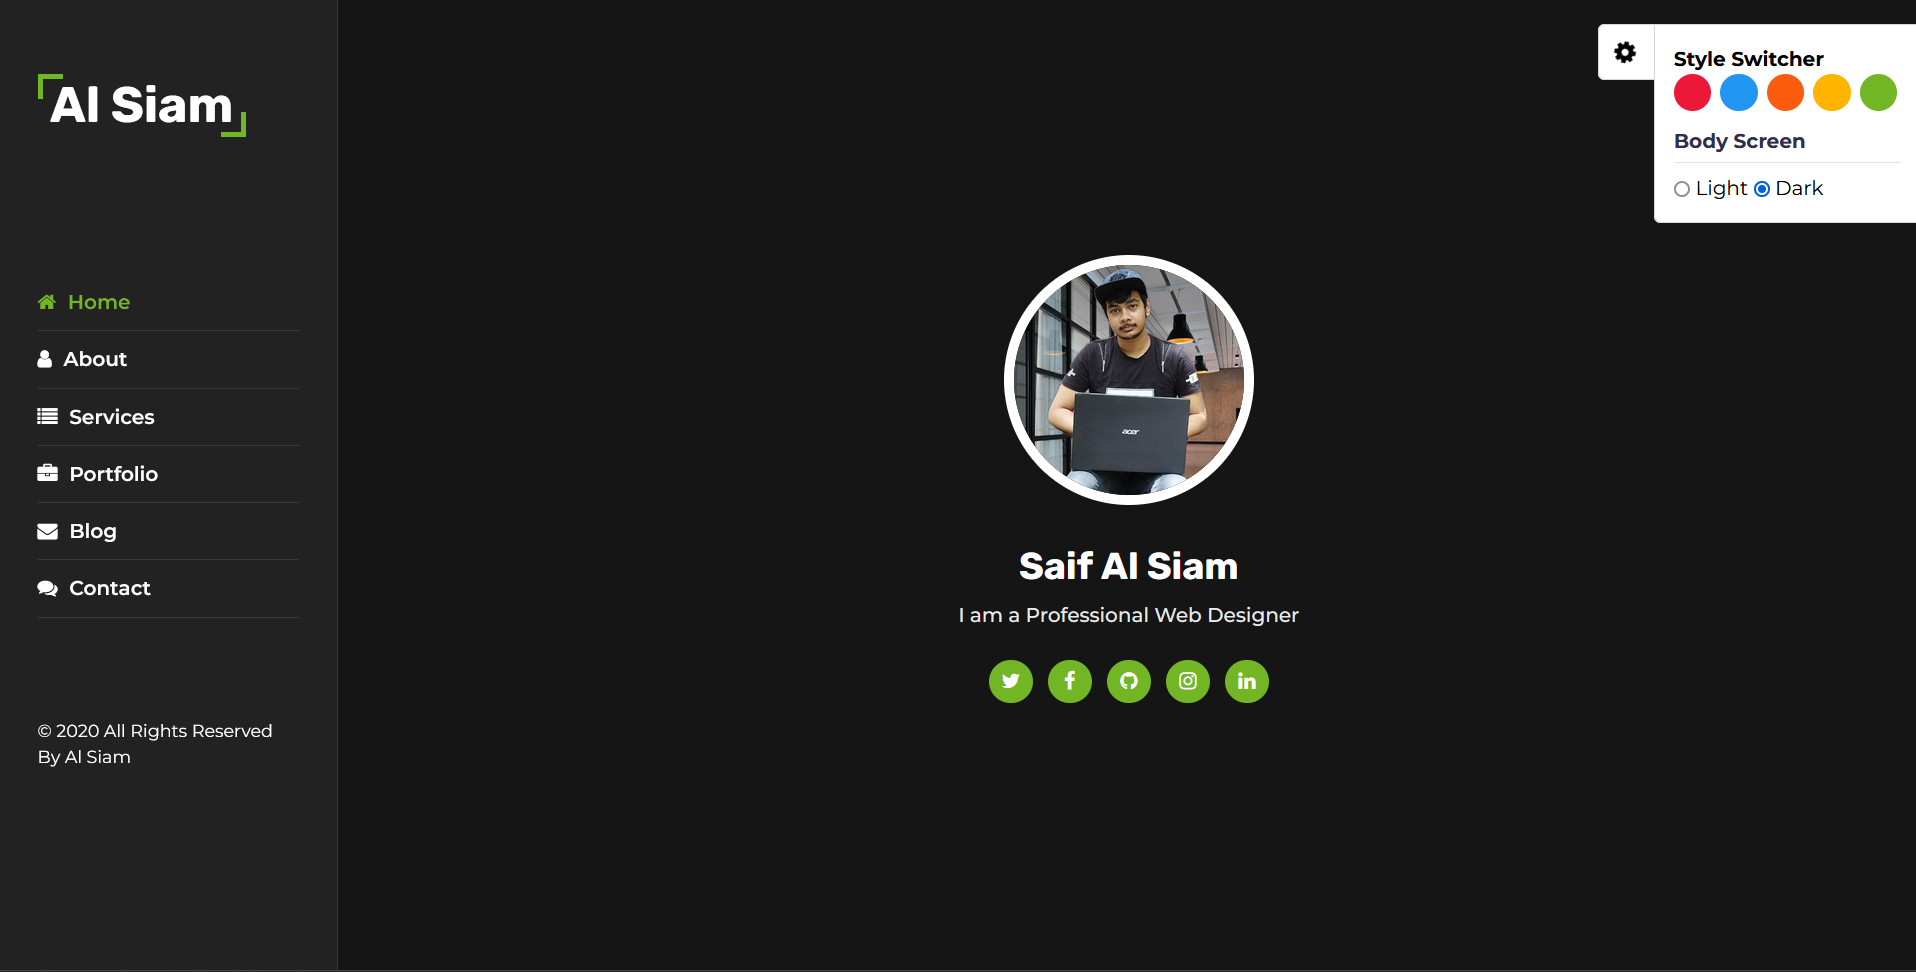 Al Siam
Home
About
Services
Portfolio
Blog
Contact
© 2020 All Rights Reserved
By Al Siam
acer
Saif Al Siam
I am a Professional Web Designer
Style Switcher
Body Screen
Light Dark